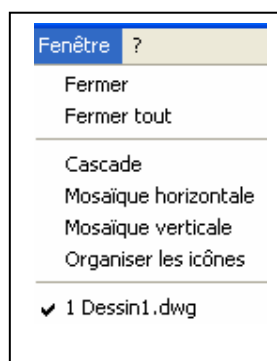 Fenêtre ?
Fermer
Fermer tout
Cascade
Mosaïque horizontale
Mosaïque verticale
Organiser les icônes
✓ 1 Dessin1.dwg